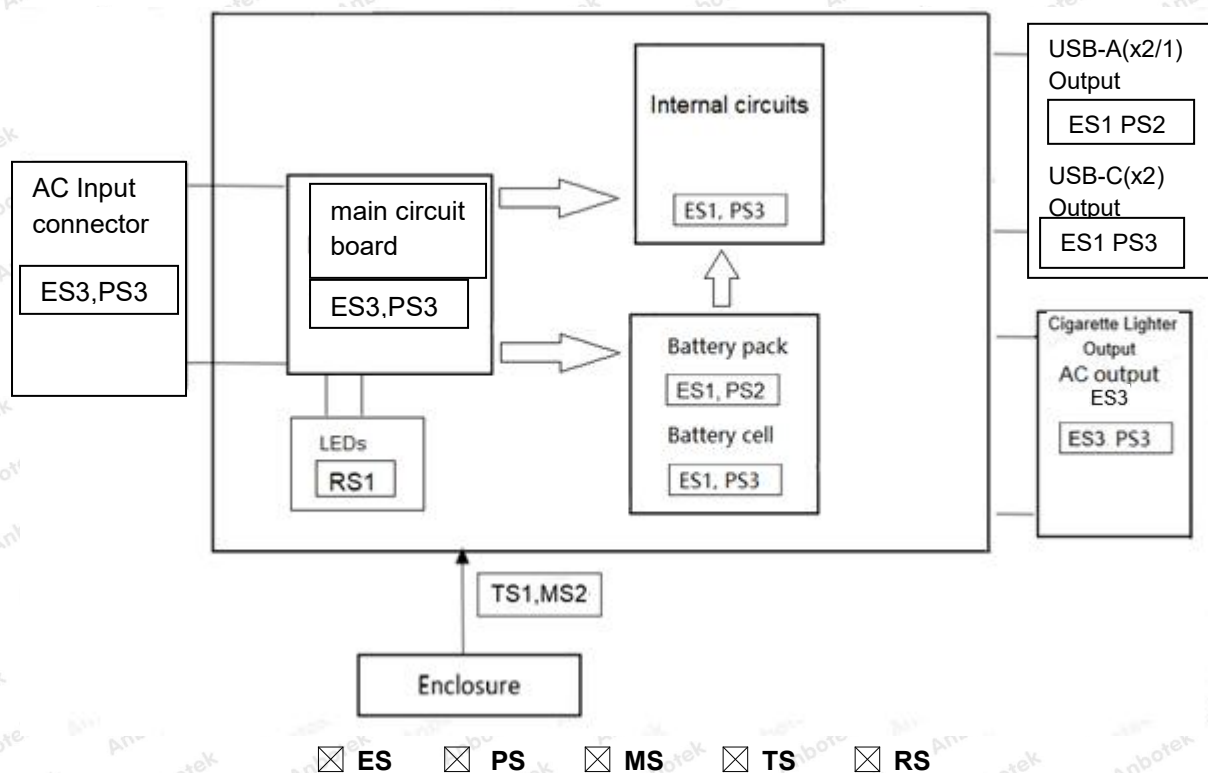 AC Input
connector
ES3,PS3
main circuit
board
ES3,PS3
LEDs
RS1
Internal circuits
ES1, PS3
Battery pack
ES1, PS2
Battery cell
ES1, PS3
USB-A(x2/1)
Output
ES1 PS2
USB-C(x2)
Output
ES1 PS3
Cigarette Lighter
Output
AC output
ES3
ES3 PS3
TS1,MS2
Enclosure
☒ ES ☒ PS ☒ MS ☒ TS ☒ RS
Anbotek